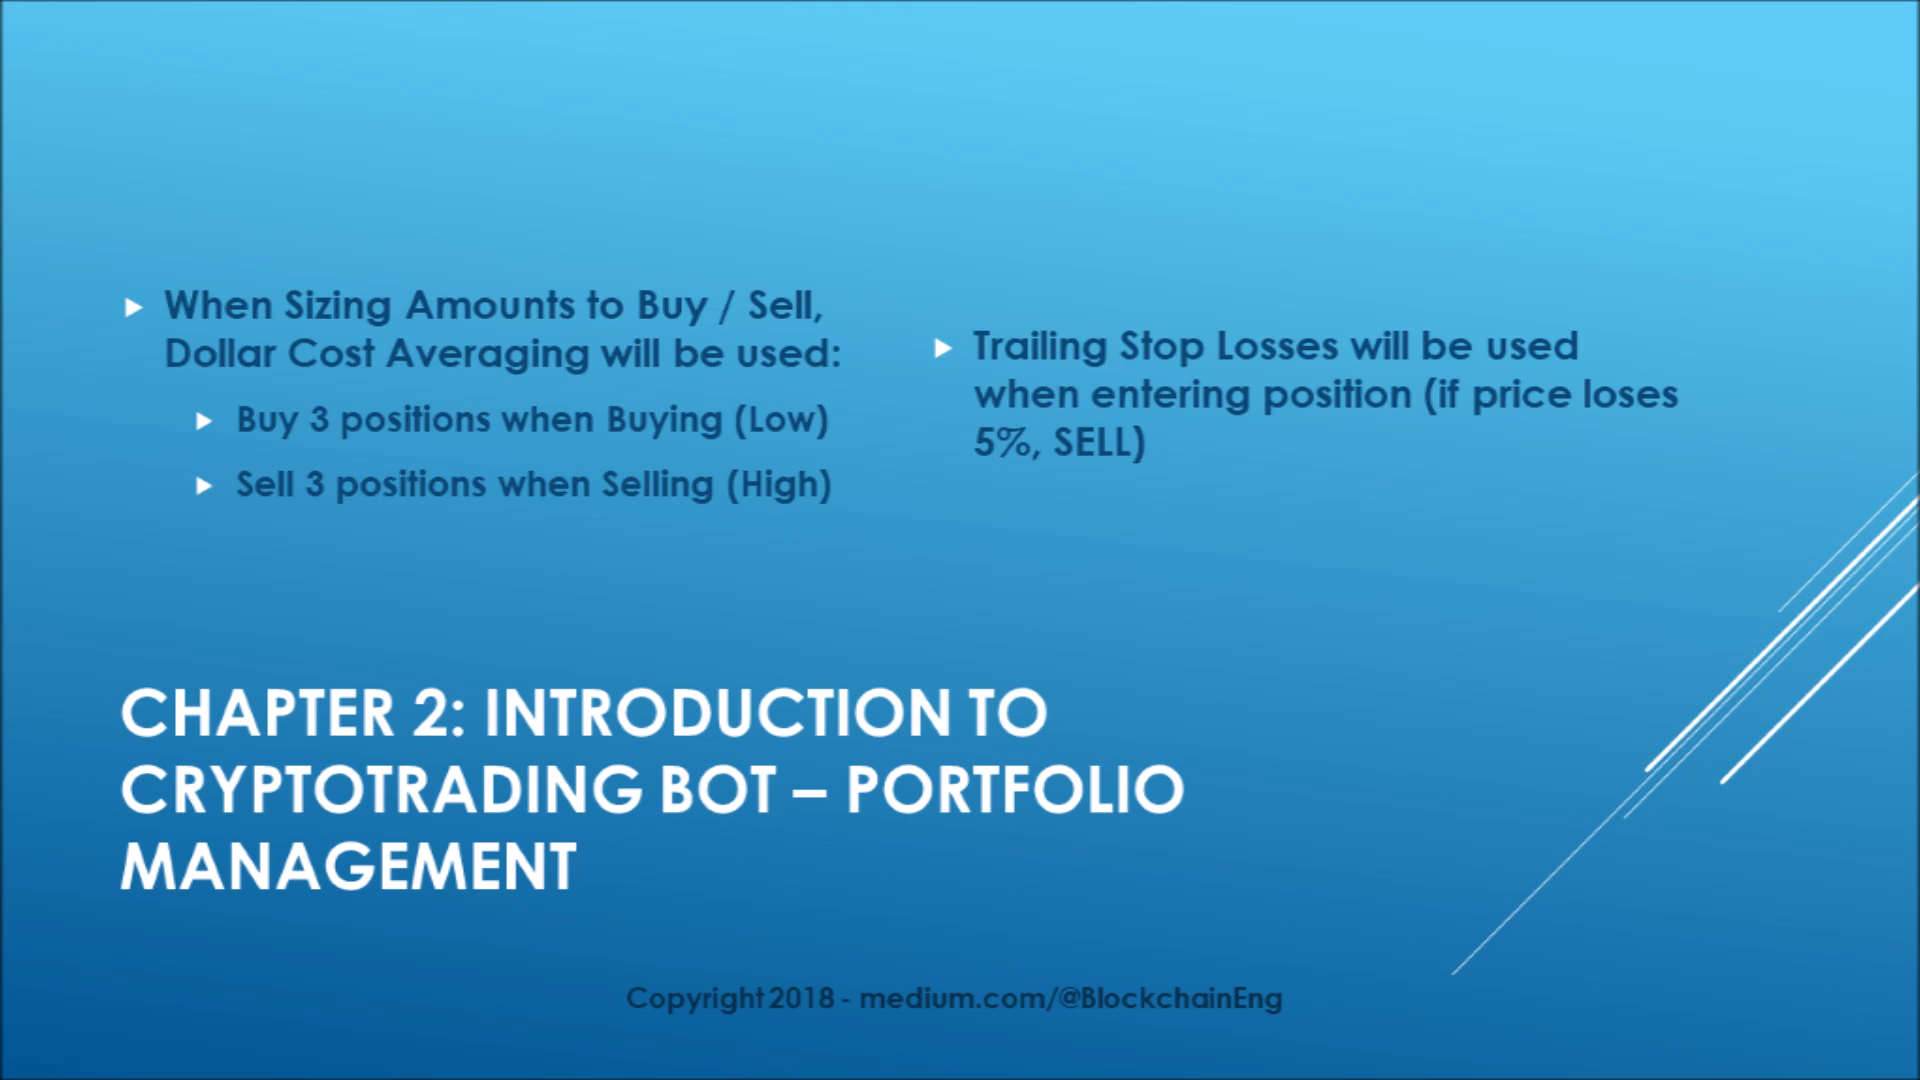 When Sizing Amounts to Buy / Sell,
Dollar Cost Averaging will be used:
Buy 3 positions when Buying (Low)
Sell 3 positions when Selling (High)
Trailing Stop Losses will be used
when entering position (if price loses
5%, SELL)
CHAPTER 2: INTRODUCTION TO
CRYPTOTRADING BOT – PORTFOLIO
MANAGEMENT
Copyright 2018 - medium.com/@BlockchainEng